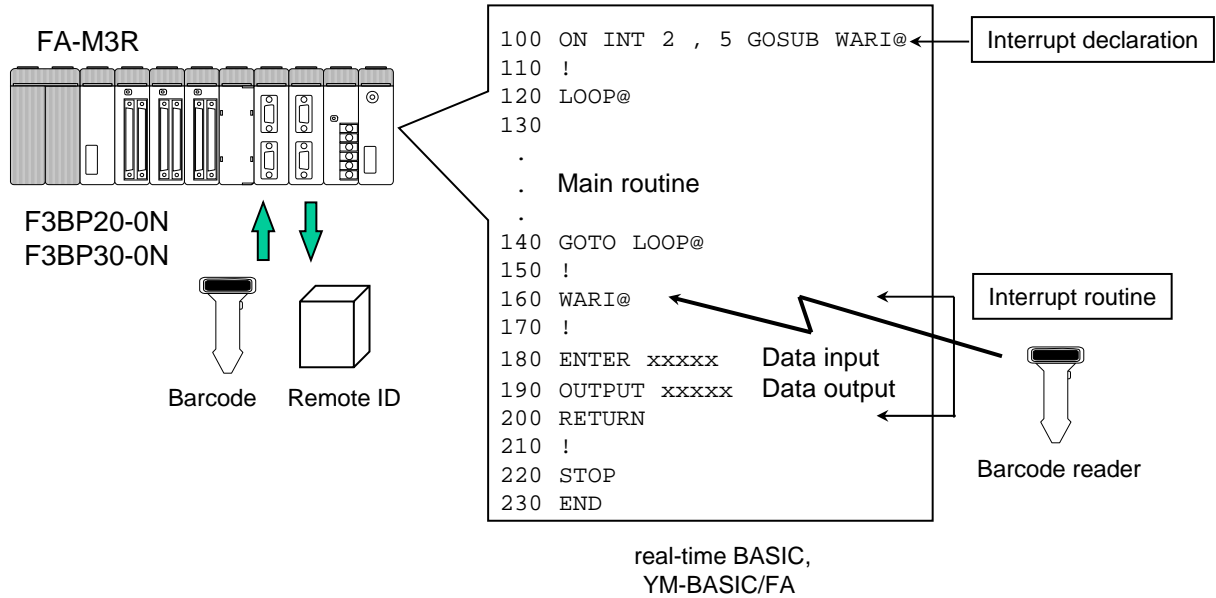 FA-M3R
F3BP20-0N
F3BP30-0N
Barcode
Remote ID
100 ON INT 2 , 5 GOSUB WARI@
110 !
120 LOOP@
130
.
. Main routine
.
140 GOTO LOOP@
150 !
160 WARI@
170 !
180 ENTER xxxxx Data input
190 OUTPUT xxxxx Data output
200 RETURN
210 !
220 STOP
230 END
Interrupt declaration
Interrupt routine
Barcode reader
real-time BASIC,
YM-BASIC/FA